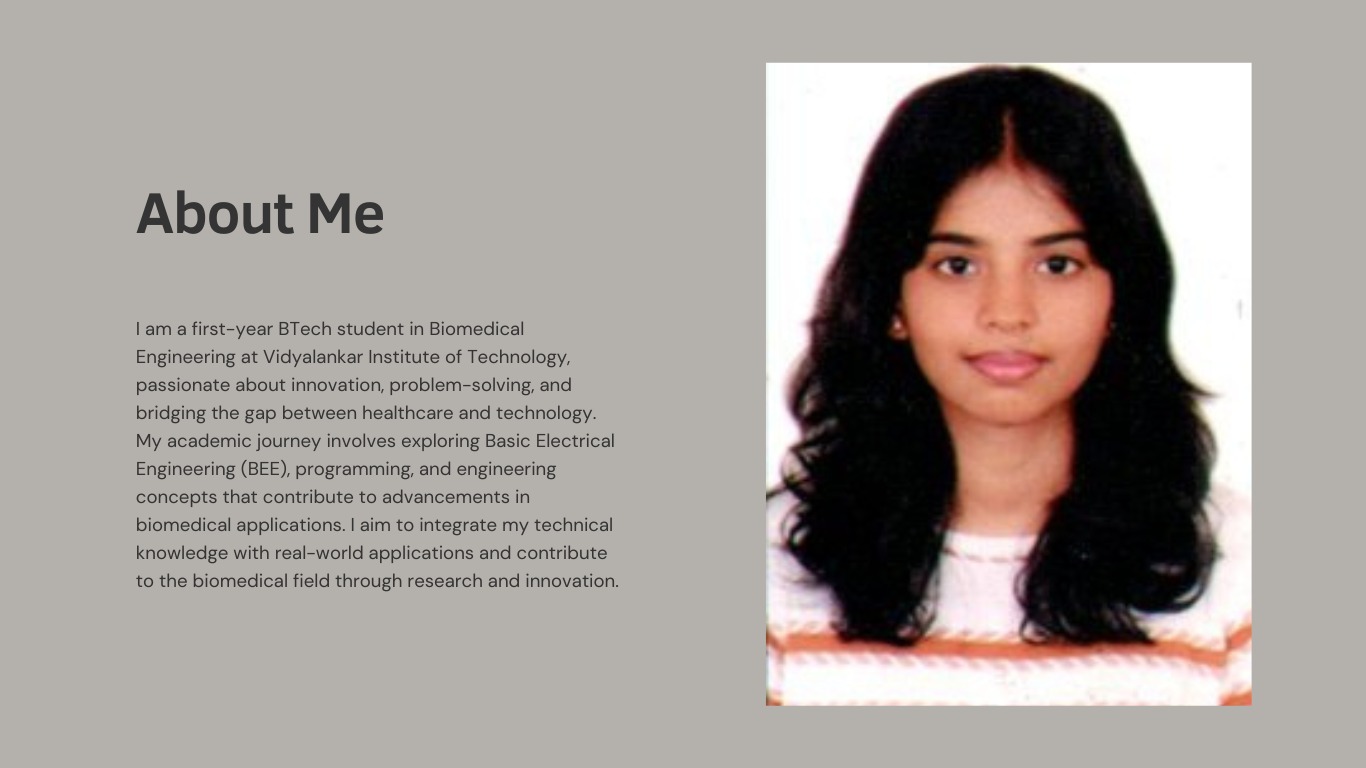 About Me
I am a first-year BTech student in Biomedical
Engineering at Vidyalankar Institute of Technology,
passionate about innovation, problem-solving, and
bridging the gap between healthcare and technology.
My academic journey involves exploring Basic Electrical
Engineering (BEE), programming, and engineering
concepts that contribute to advancements in
biomedical applications. I aim to integrate my technical
knowledge with real-world applications and contribute
to the biomedical field through research and innovation.